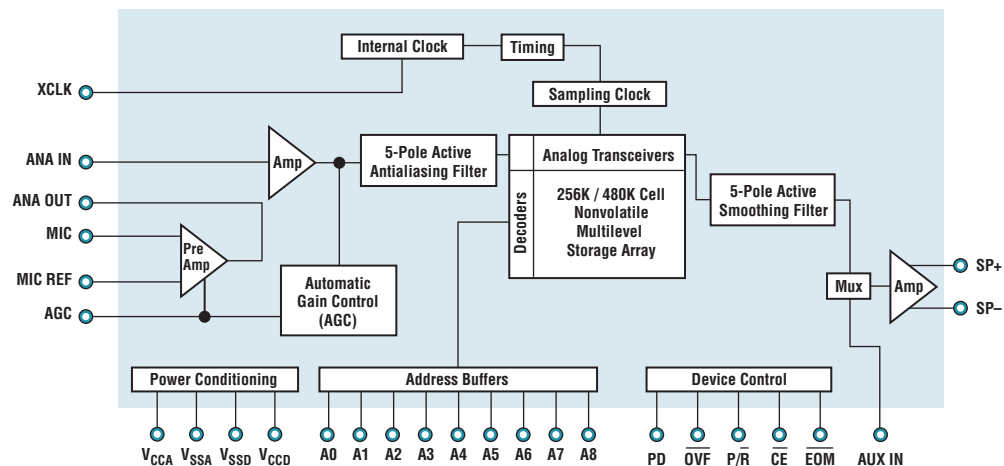 Internal Clock
Timing
XCLK
Sampling Clock
ANA IN
Amp
5-Pole Active
Antialiasing Filter
Analog Transceivers
Decoders
256K / 480K Cell
Nonvolatile
Multilevel
Storage Array
5-Pole Active
Smoothing Filter
ANA OUT
MIC
Pre
Amp
MIC REF
AGC
Automatic
Gain Control
(AGC)
Mux
Amp
SP+
SP–
Power Conditioning
Address Buffers
Device Control
VCCA VSSA VSSD VCCD
A0 A1 A2 A3 A4 A5 A6 A7 A8
PD O̅V̅F̅ P/R̅ C̅E̅ E̅O̅M̅ AUX IN